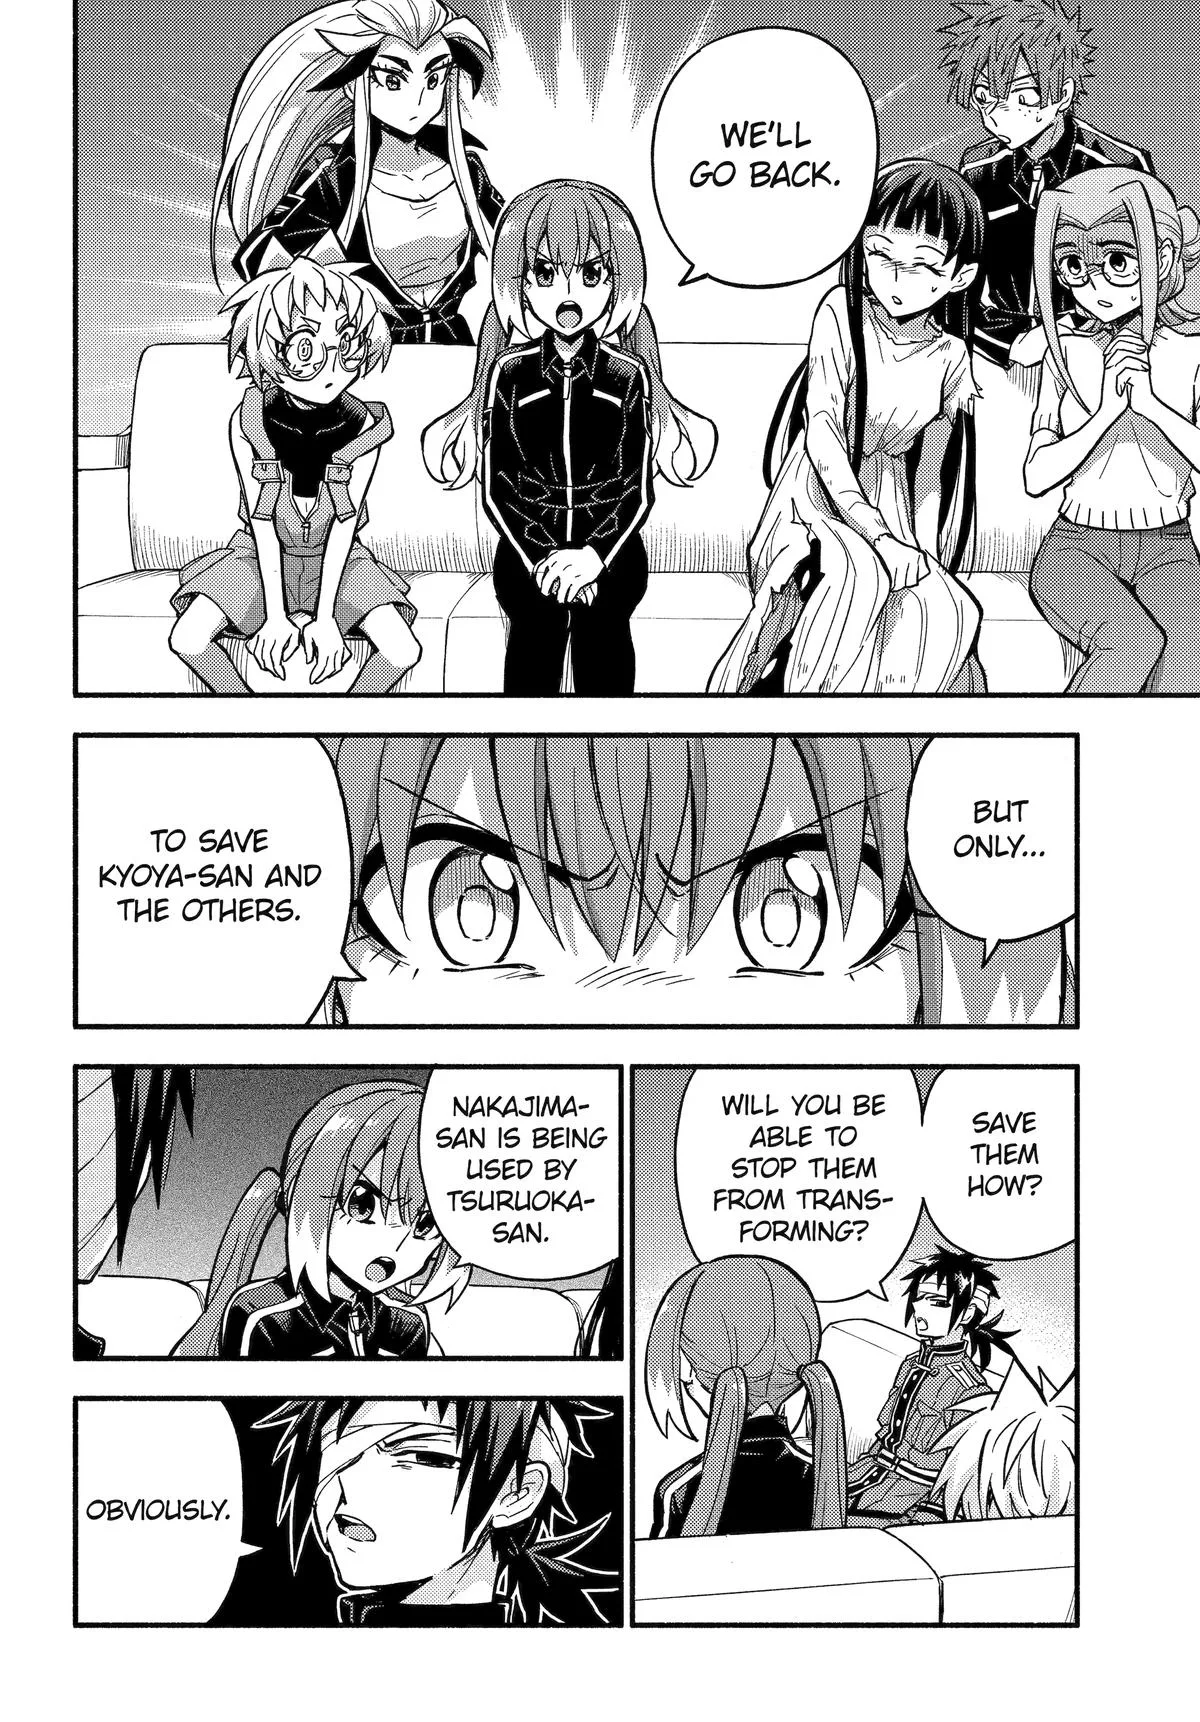 WE'LL
GO BACK.
BUT
ONLY...
TO SAVE
KYOYA-SAN AND
THE OTHERS.
SAVE
THEM
HOW?
WILL YOU BE
ABLE TO
STOP THEM
FROM TRANS-
FORMING?
NAKAJIMA-
SAN IS BEING
USED BY
TSURUOKA-
SAN.
OBVIOUSLY.